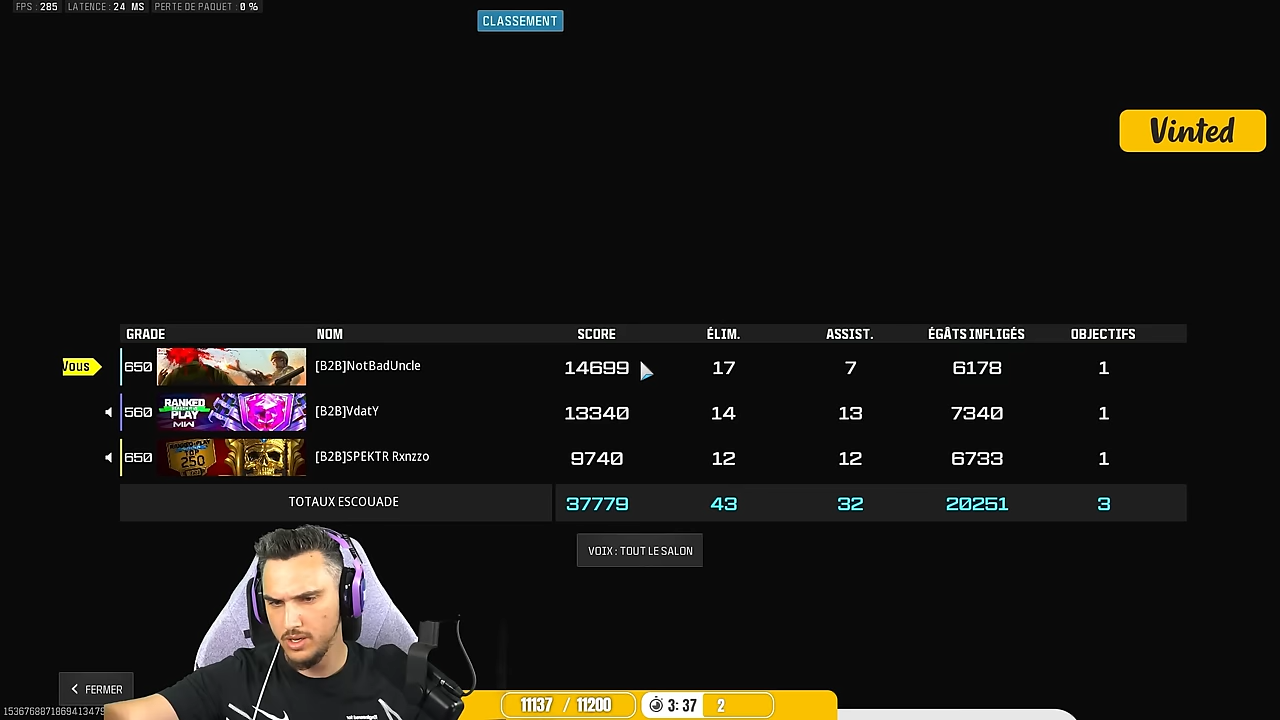 FPS : 285 LATENCE : 24 MS PERTE DE PAQUET : 0 %
CLASSEMENT
Vinted
GRADE NOM SCORE ÉLIM. ASSIST. ÉGÂTS INFLIGÉS OBJECTIFS
Vous 650 [B2B]NotBadUncle 14699 17 7 6178 1
560 RANKED PLAY MW [B2B]VdatY 13340 14 13 7340 1
650 250 [B2B]SPEKTR Rxnzzo 9740 12 12 6733 1
TOTAUX ESCOUADE 37779 43 32 20251 3
VOIX : TOUT LE SALON
FERMER
11137 / 11200 3:37 2